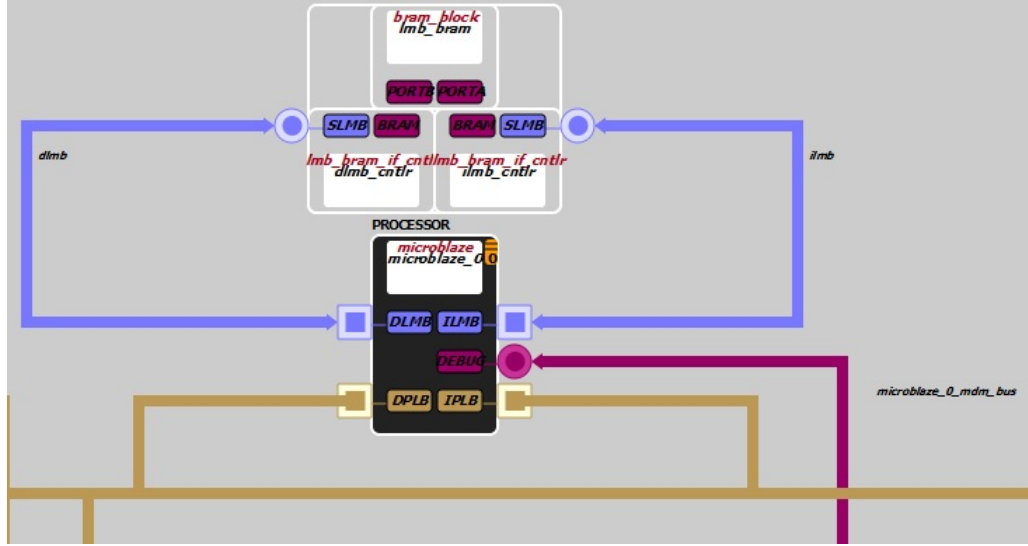 bram_block
lmb_bram
PORTB PORTA
SLMB BRAM BRAM SLMB
dlmb
lmb_bram_if_cntlr lmb_bram_if_cntlr
ilmb
dlmb_cntlr ilmb_cntlr
PROCESSOR
microblaze
microblaze_0
0
DLMB ILMB
DEBUG
microblaze_0_mdm_bus
DPLB IPLB